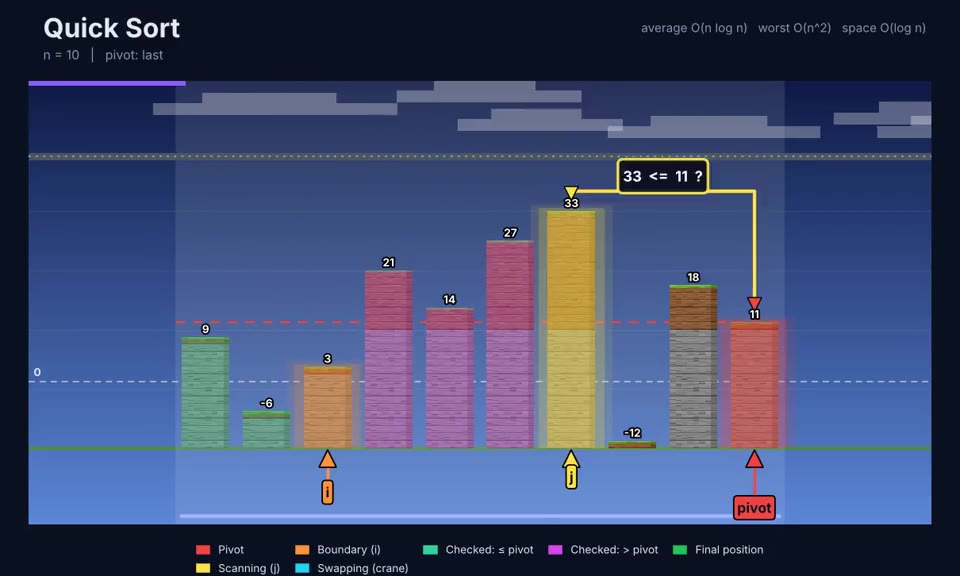 Quick Sort
average O(n log n) worst O(n^2) space O(log n)
n = 10 | pivot: last
33 <= 11 ?
33
27
21
18
14
11
9
3
0
-6
-12
i
j
pivot
Pivot
Boundary (i)
Checked: ≤ pivot
Checked: > pivot
Final position
Scanning (j)
Swapping (crane)